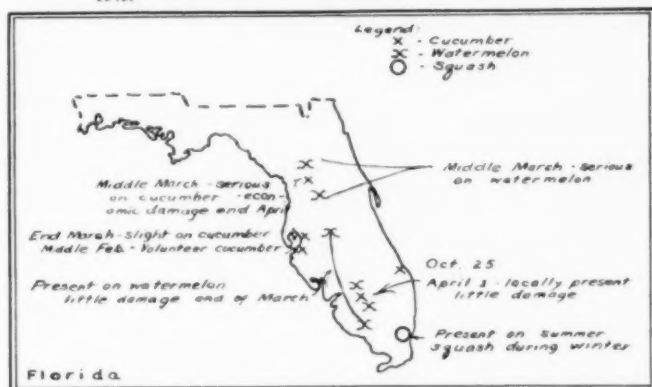 Legend:
x - Cucumber
x - Watermelon
O - Squash
Middle March - serious
on watermelon
Middle March - serious
on cucumber - econ-
omic damage end April
End March - slight on cucumber
Middle Feb. - Volunteer cucumber
Oct. 25
Present on watermelon
little damage end of March
April 1 - locally present
little damage
Present on summer
squash during winter
Florida